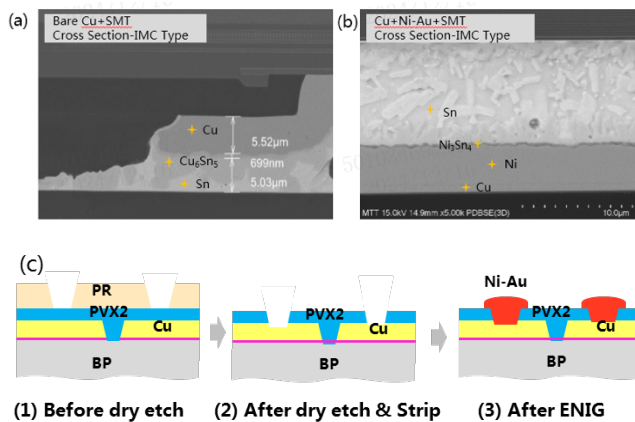 (a)
Bare Cu+SMT
Cross Section-IMC Type
Cu
5.52μm
Cu6Sn5
699nm
Sn
5.03μm
(b)
Cu+Ni-Au+SMT
Cross Section-IMC Type
Sn
Ni3Sn4
Ni
Cu
MTT 15.0kV 14.9mm x5.00k PDBSE(3D)
10.0μm
(c)
PR
PVX2
Cu
BP
(1) Before dry etch
PVX2
Cu
BP
(2) After dry etch & Strip
Ni-Au
PVX2
Cu
BP
(3) After ENIG